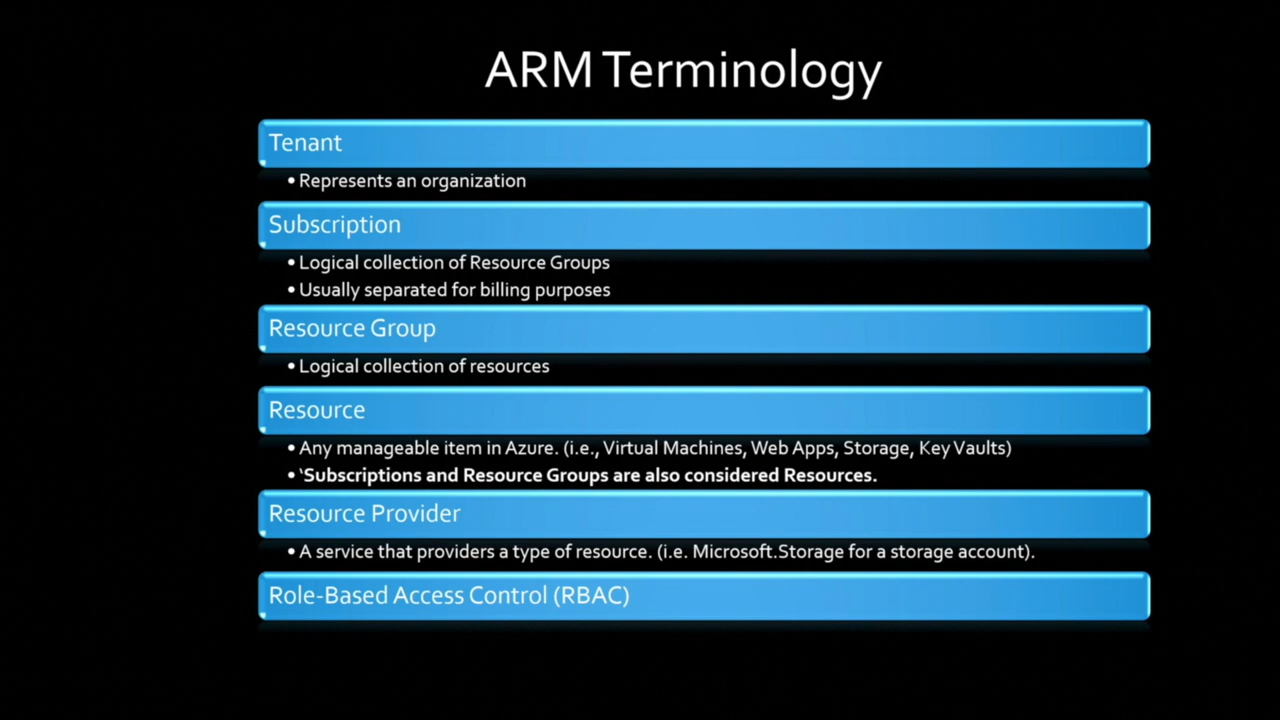 ARM Terminology
Tenant
• Represents an organization
Subscription
• Logical collection of Resource Groups
• Usually separated for billing purposes
Resource Group
• Logical collection of resources
Resource
• Any manageable item in Azure. (i.e., Virtual Machines, Web Apps, Storage, Key Vaults)
• ‘Subscriptions and Resource Groups are also considered Resources.
Resource Provider
• A service that providers a type of resource. (i.e. Microsoft.Storage for a storage account).
Role-Based Access Control (RBAC)